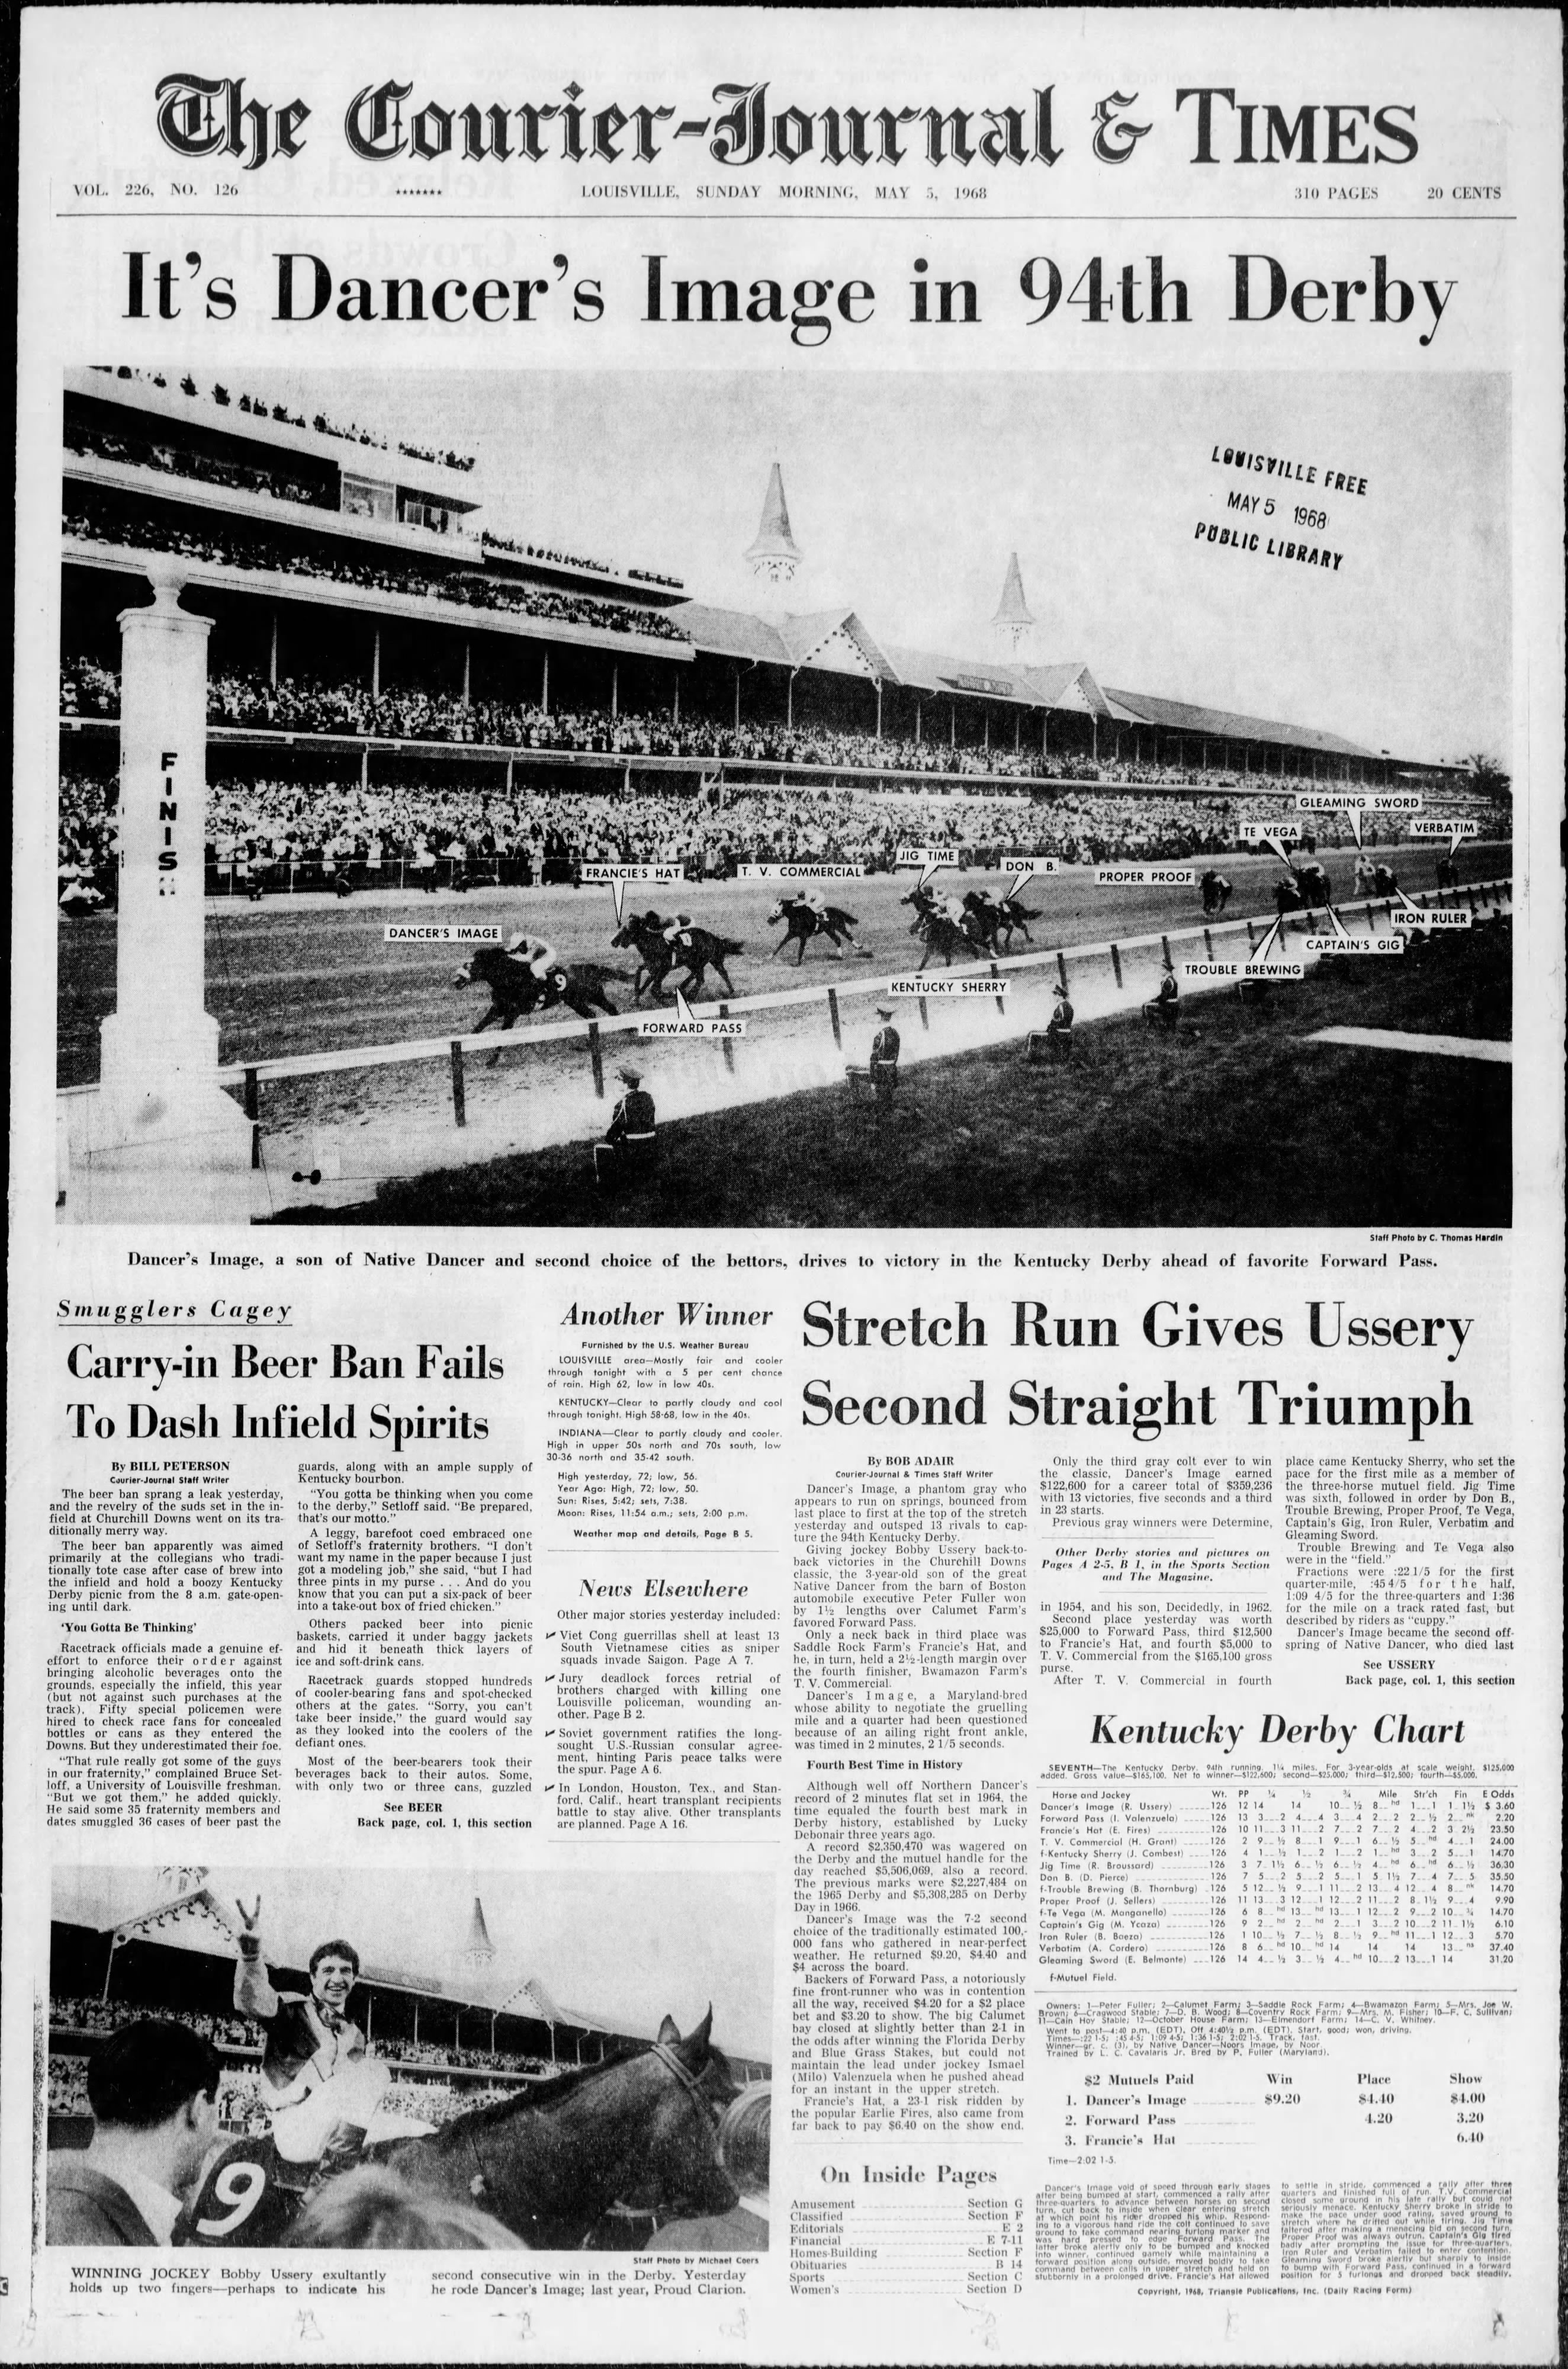 The Courier-Journal & TIMES
VOL. 226, NO. 126
*******
LOUISVILLE, SUNDAY MORNING, MAY 5, 1968
310 PAGES
20 CENTS
It's Dancer's Image in 94th Derby
LOUISVILLE FREE
MAY 5 1968
PUBLIC LIBRARY
FINISH
GLEAMING SWORD
TE VEGA
VERBATIM
JIG TIME
FRANCIE'S HAT
T. V. COMMERCIAL
DON B.
PROPER PROOF
IRON RULER
DANCER'S IMAGE
9
CAPTAIN'S GIG
TROUBLE BREWING
KENTUCKY SHERRY
FORWARD PASS
Staff Photo by C. Thomas Hardin
Dancer's Image, a son of Native Dancer and second choice of the bettors, drives to victory in the Kentucky Derby ahead of favorite Forward Pass.
Smugglers Cagey
Carry-in Beer Ban Fails
To Dash Infield Spirits
By BILL PETERSON
Courier-Journal Staff Writer
The beer ban sprang a leak yesterday,
and the revelry of the suds set in the in-
field at Churchill Downs went on its tra-
ditionally merry way.
The beer ban apparently was aimed
primarily at the collegians who tradi-
tionally tote case after case of brew into
the infield and hold a boozy Kentucky
Derby picnic from the 8 a.m. gate-open-
ing until dark.
'You Gotta Be Thinking'
Racetrack officials made a genuine ef-
fort to enforce their order against
bringing alcoholic beverages onto the
grounds, especially the infield, this year
(but not against such purchases at the
track). Fifty special policemen were
hired to check race fans for concealed
bottles or cans as they entered the
Downs. But they underestimated their foe.
"That rule really got some of the guys
in our fraternity," complained Bruce Set-
loff, a University of Louisville freshman.
"But we got them," he added quickly.
He said some 35 fraternity members and
dates smuggled 36 cases of beer past the
guards, along with an ample supply of
Kentucky bourbon.
"You gotta be thinking when you come
to the derby," Setloff said. "Be prepared,
that's our motto."
A leggy, barefoot coed embraced one
of Setloff's fraternity brothers. "I don't
want my name in the paper because I just
got a modeling job," she said, "but I had
three pints in my purse . . . And do you
know that you can put a six-pack of beer
into a take-out box of fried chicken."
Others packed beer into picnic
baskets, carried it under baggy jackets
and hid it beneath thick layers of
ice and soft-drink cans.
Racetrack guards stopped hundreds
of cooler-bearing fans and spot-checked
others at the gates. "Sorry, you can't
take beer inside," the guard would say
as they looked into the coolers of the
defiant ones.
Most of the beer-bearers took their
beverages back to their autos. Some,
with only two or three cans, guzzled
See BEER
Back page, col. 1, this section
Another Winner
Furnished by the U.S. Weather Bureau
LOUISVILLE area—Mostly fair and cooler
through tonight with a 5 per cent chance
of rain. High 62, low in low 40s.
KENTUCKY—Clear to partly cloudy and cool
through tonight. High 58-68, low in the 40s.
INDIANA—Clear to partly cloudy and cooler.
High in upper 50s north and 70s south, low
30-36 north and 35-42 south.
High yesterday, 72; low, 56.
Year Ago: High, 72; low, 50.
Sun: Rises, 5:42; sets, 7:38.
Moon: Rises, 11:54 a.m.; sets, 2:00 p.m.
Weather map and details, Page B 5.
News Elsewhere
Other major stories yesterday included:
Viet Cong guerrillas shell at least 13
South Vietnamese cities as sniper
squads invade Saigon. Page A 7.
Jury deadlock forces retrial of
brothers charged with killing one
Louisville policeman, wounding an-
other. Page B 2.
Soviet government ratifies the long-
sought U.S.-Russian consular agree-
ment, hinting Paris peace talks were
the spur. Page A 6.
In London, Houston, Tex., and Stan-
ford, Calif., heart transplant recipients
battle to stay alive. Other transplants
are planned. Page A 16.
9
Staff Photo by Michael Coers
WINNING JOCKEY Bobby Ussery exultantly
holds up two fingers—perhaps to indicate his
second consecutive win in the Derby. Yesterday
he rode Dancer's Image; last year, Proud Clarion.
Stretch Run Gives Ussery
Second Straight Triumph
By BOB ADAIR
Courier-Journal & Times Staff Writer
Dancer's Image, a phantom gray who
appears to run on springs, bounced from
last place to first at the top of the stretch
yesterday and outsped 13 rivals to cap-
ture the 94th Kentucky Derby.
Giving jockey Bobby Ussery back-to-
back victories in the Churchill Downs
classic, the 3-year-old son of the great
Native Dancer from the barn of Boston
automobile executive Peter Fuller won
by 1½ lengths over Calumet Farm's
favored Forward Pass.
Only a neck back in third place was
Saddle Rock Farm's Francie's Hat, and
he, in turn, held a 2½-length margin over
the fourth finisher, Bwamazon Farm's
T. V. Commercial.
Dancer's Image, a Maryland-bred
whose ability to negotiate the gruelling
mile and a quarter had been questioned
because of an ailing right front ankle,
was timed in 2 minutes, 2 1/5 seconds.
Fourth Best Time in History
Although well off Northern Dancer's
record of 2 minutes flat set in 1964, the
time equaled the fourth best mark in
Derby history, established by Lucky
Debonair three years ago.
A record $2,350,470 was wagered on
the Derby and the mutuel handle for the
day reached $5,506,069, also a record.
The previous marks were $2,227,484 on
the 1965 Derby and $5,308,285 on Derby
Day in 1966.
Dancer's Image was the 7-2 second
choice of the traditionally estimated 100,-
000 fans who gathered in near-perfect
weather. He returned $9.20, $4.40 and
$4 across the board.
Backers of Forward Pass, a notoriously
fine front-runner who was in contention
all the way, received $4.20 for a $2 place
bet and $3.20 to show. The big Calumet
bay closed at slightly better than 2-1 in
the odds after winning the Florida Derby
and Blue Grass Stakes, but could not
maintain the lead under jockey Ismael
(Milo) Valenzuela when he pushed ahead
for an instant in the upper stretch.
Francie's Hat, a 23-1 risk ridden by
the popular Earlie Fires, also came from
far back to pay $6.40 on the show end.
Only the third gray colt ever to win
the classic, Dancer's Image earned
$122,600 for a career total of $359,236
with 13 victories, five seconds and a third
in 23 starts.
Previous gray winners were Determine,
Other Derby stories and pictures on
Pages A 2-5, B 1, in the Sports Section
and The Magazine.
in 1954, and his son, Decidedly, in 1962.
Second place yesterday was worth
$25,000 to Forward Pass, third $12,500
to Francie's Hat, and fourth $5,000 to
T. V. Commercial from the $165,100 gross
purse.
After T. V. Commercial in fourth
place came Kentucky Sherry, who set the
pace for the first mile as a member of
the three-horse mutuel field. Jig Time
was sixth, followed in order by Don B.,
Trouble Brewing, Proper Proof, Te Vega,
Captain's Gig, Iron Ruler, Verbatim and
Gleaming Sword.
Trouble Brewing and Te Vega also
were in the "field."
Fractions were :22 1/5 for the first
quarter-mile, :45 4/5 for the half,
1:09 4/5 for the three-quarters and 1:36
for the mile on a track rated fast, but
described by riders as "cuppy."
Dancer's Image became the second off-
spring of Native Dancer, who died last
See USSERY
Back page, col. 1, this section
On Inside Pages
Amusement Section G
Classified Section F
Editorials E 2
Financial E 7-11
Homes-Building Section F
Obituaries B 14
Sports Section C
Women's Section D
Kentucky Derby Chart
SEVENTH—The Kentucky Derby. 94th running. 1¼ miles. For 3-year-olds at scale weight. $125,000
added. Gross value—$165,100. Net to winner—$122,600; second—$25,000; third—$12,500; fourth—$5,000.
Horse and Jockey Wt. PP ¼ ½ ¾ Mile Str'ch Fin E Odds
Dancer's Image (R. Ussery) 126 12 14 14 10 ½ 8 hd 1 1 1 1½ $ 3.60
Forward Pass (I. Valenzuela) 126 13 3 2 4 4 3 4 2 2 2 ½ 2 nk 2.20
Francie's Hat (E. Fires) 126 10 11 3 11 2 7 2 7 2 4 2 3 2½ 23.50
T. V. Commercial (H. Grant) 126 2 9 ½ 8 1 9 1 6 ½ 5 hd 4 1 24.00
f-Kentucky Sherry (J. Combest) 126 4 1 ½ 1 2 1 2 1 hd 3 2 5 1 14.70
Jig Time (R. Broussard) 126 3 7 1½ 6 ½ 6 ½ 4 hd 6 hd 6 ½ 36.30
Don B. (D. Pierce) 126 7 5 2 5 2 5 1 5 1½ 7 4 7 5 35.50
f-Trouble Brewing (B. Thornburg) 126 5 12 ½ 9 1 11 2 13 4 12 4 8 nk 14.70
Proper Proof (J. Sellers) 126 11 13 3 12 1 12 2 11 2 8 1½ 9 4 9.90
f-Te Vega (M. Manganello) 126 6 8 hd 13 hd 13 1 12 2 9 2 10 ¾ 14.70
Captain's Gig (M. Ycaza) 126 9 2 hd 2 hd 2 1 3 2 10 2 11 1½ 6.10
Iron Ruler (B. Baeza) 126 1 10 ½ 7 ½ 8 ½ 9 hd 11 1 12 3 5.70
Verbatim (A. Cordero) 126 8 6 hd 10 hd 14 14 14 13 ns 37.40
Gleaming Sword (E. Belmonte) 126 14 4 ½ 3 ½ 4 hd 10 2 13 1 14 31.20
f-Mutuel Field.
Owners: 1—Peter Fuller; 2—Calumet Farm; 3—Saddle Rock Farm; 4—Bwamazon Farm; 5—Mrs. Joe W.
Brown; 6—Cragwood Stable; 7—D. B. Wood; 8—Coventry Rock Farm; 9—Mrs. M. Fisher; 10—F. C. Sullivan;
11—Cain Hoy Stable; 12—October House Farm; 13—Elmendorf Farm; 14—C. V. Whitney.
Went to post—4:40 p.m. (EDT). Off 4:40½ p.m. (EDT). Start, good; won, driving.
Times—:22 1-5; :45 4-5; 1:09 4-5; 1:36 1-5; 2:02 1-5. Track, fast.
Winner—gr. c. (3), by Native Dancer—Noors Image, by Noor.
Trained by L. C. Cavalaris Jr. Bred by P. Fuller (Maryland).
$2 Mutuels Paid Win Place Show
1. Dancer's Image $9.20 $4.40 $4.00
2. Forward Pass 4.20 3.20
3. Francie's Hat 6.40
Time—2:02 1-5.
Dancer's Image void of speed through early stages
after being bumped at start, commenced a rally after
three-quarters to advance between horses on second
turn, cut back to inside when clear entering stretch
at which point his rider dropped his whip. Respond-
ing to a vigorous hand ride the colt continued to save
ground to take command nearing furlong marker and
was hard pressed to edge Forward Pass. The
latter broke alertly only to be bumped and knocked
into winner, continued gamely while maintaining a
forward position along outside, moved boldly to take
command between calls in upper stretch and held on
stubbornly in a prolonged drive. Francie's Hat allowed
to settle in stride, commenced a rally after three
quarters and finished full of run. T.V. Commercial
closed some ground in his late rally but could not
seriously menace. Kentucky Sherry broke in stride to
make the pace under good rating, saved ground to
stretch where he drifted out while tiring. Jig Time
faltered after making a menacing bid on second turn.
Proper Proof was always outrun. Captain's Gig tired
badly after prompting the issue for three-quarters.
Iron Ruler and Verbatim failed to enter contention.
Gleaming Sword broke alertly but sharply to inside
to bump with Forward Pass, continued in a forward
position for 5 furlongs and dropped back steadily.
Copyright, 1968, Triangle Publications, Inc. (Daily Racing Form)